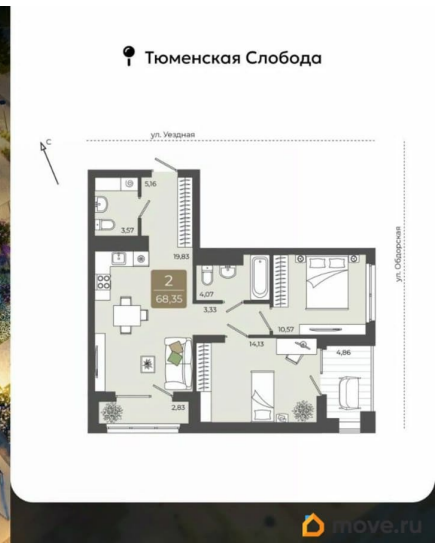 Тюменская Слобода
ул. Уездная
С
5,16
3,57
19,83
2
68,35
4,07
3,33
10,57
14,13
4,86
2,83
ул. Обдорская
move.ru